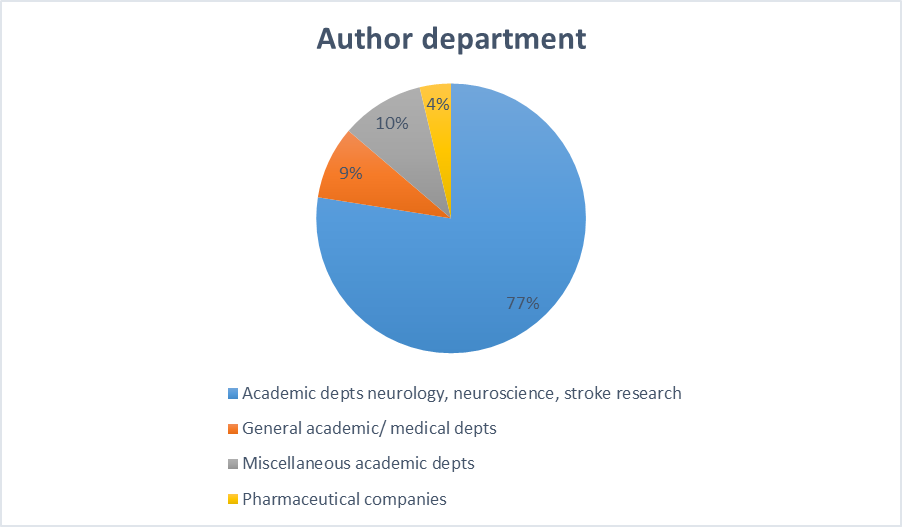 Author department
4%
10%
9%
77%
Academic depts neurology, neuroscience, stroke research
General academic/ medical depts
Miscellaneous academic depts
Pharmaceutical companies